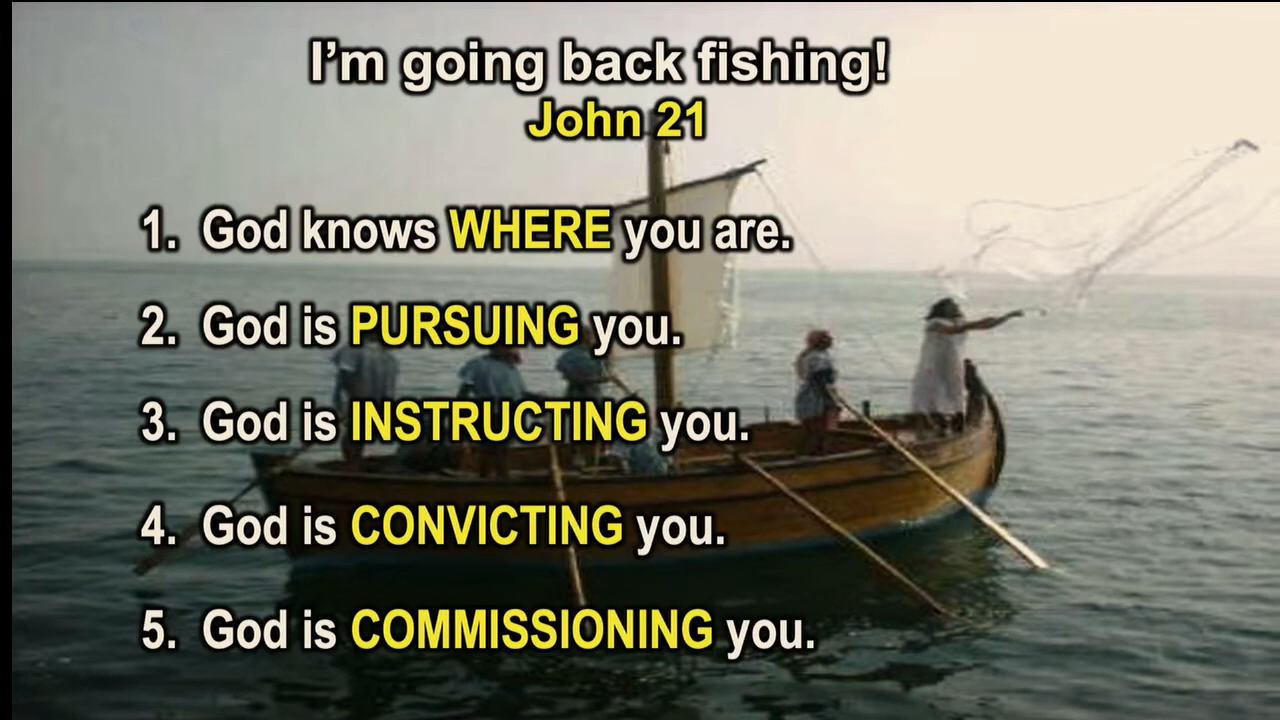 I'm going back fishing!
John 21
1. God knows WHERE you are.
2. God is PURSUING you.
3. God is INSTRUCTING you.
4. God is CONVICTING you.
5. God is COMMISSIONING you.